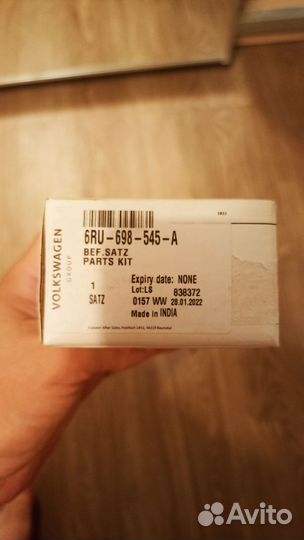 VOLKSWAGEN
GROUP
6RU-698-545-A
BEF.SATZ
PARTS KIT
1
SATZ
Expiry date: NONE
Lot:LS 838372
0157 WW 28.01.2022
Made in INDIA
Avito